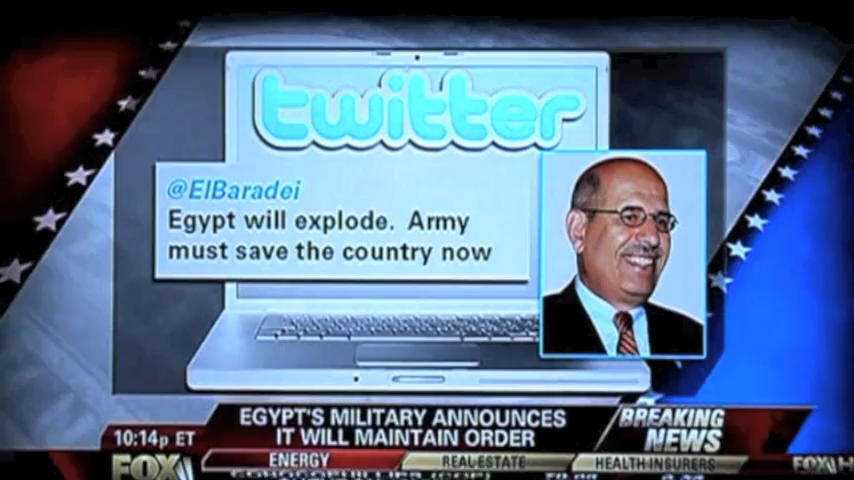 twitter
@ElBaradei
Egypt will explode. Army
must save the country now
EGYPT'S MILITARY ANNOUNCES
IT WILL MAINTAIN ORDER
BREAKING
NEWS
10:14p ET
FOX
ENERGY
REAL ESTATE
HEALTH INSURERS
FOX